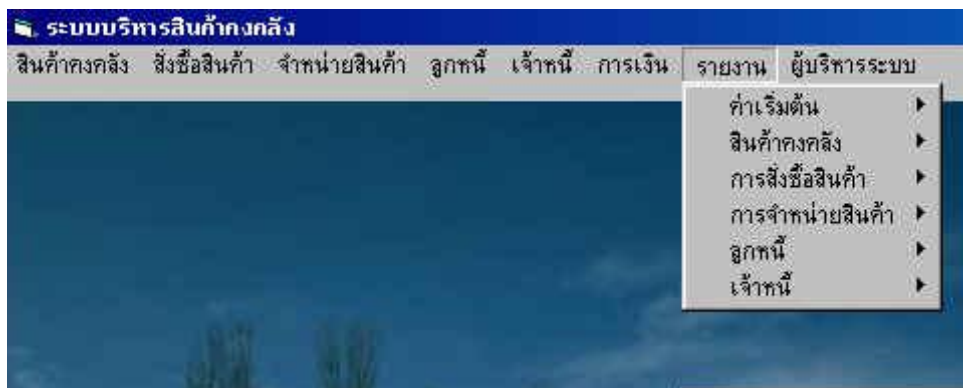 ระบบบริหารสินค้าคงคลัง
สินค้าคงคลัง สั่งซื้อสินค้า จำหน่ายสินค้า ลูกหนี้ เจ้าหนี้ การเงิน รายงาน ผู้บริหารระบบ
ค่าเริ่มต้น
สินค้าคงคลัง
การสั่งซื้อสินค้า
การจำหน่ายสินค้า
ลูกหนี้
เจ้าหนี้